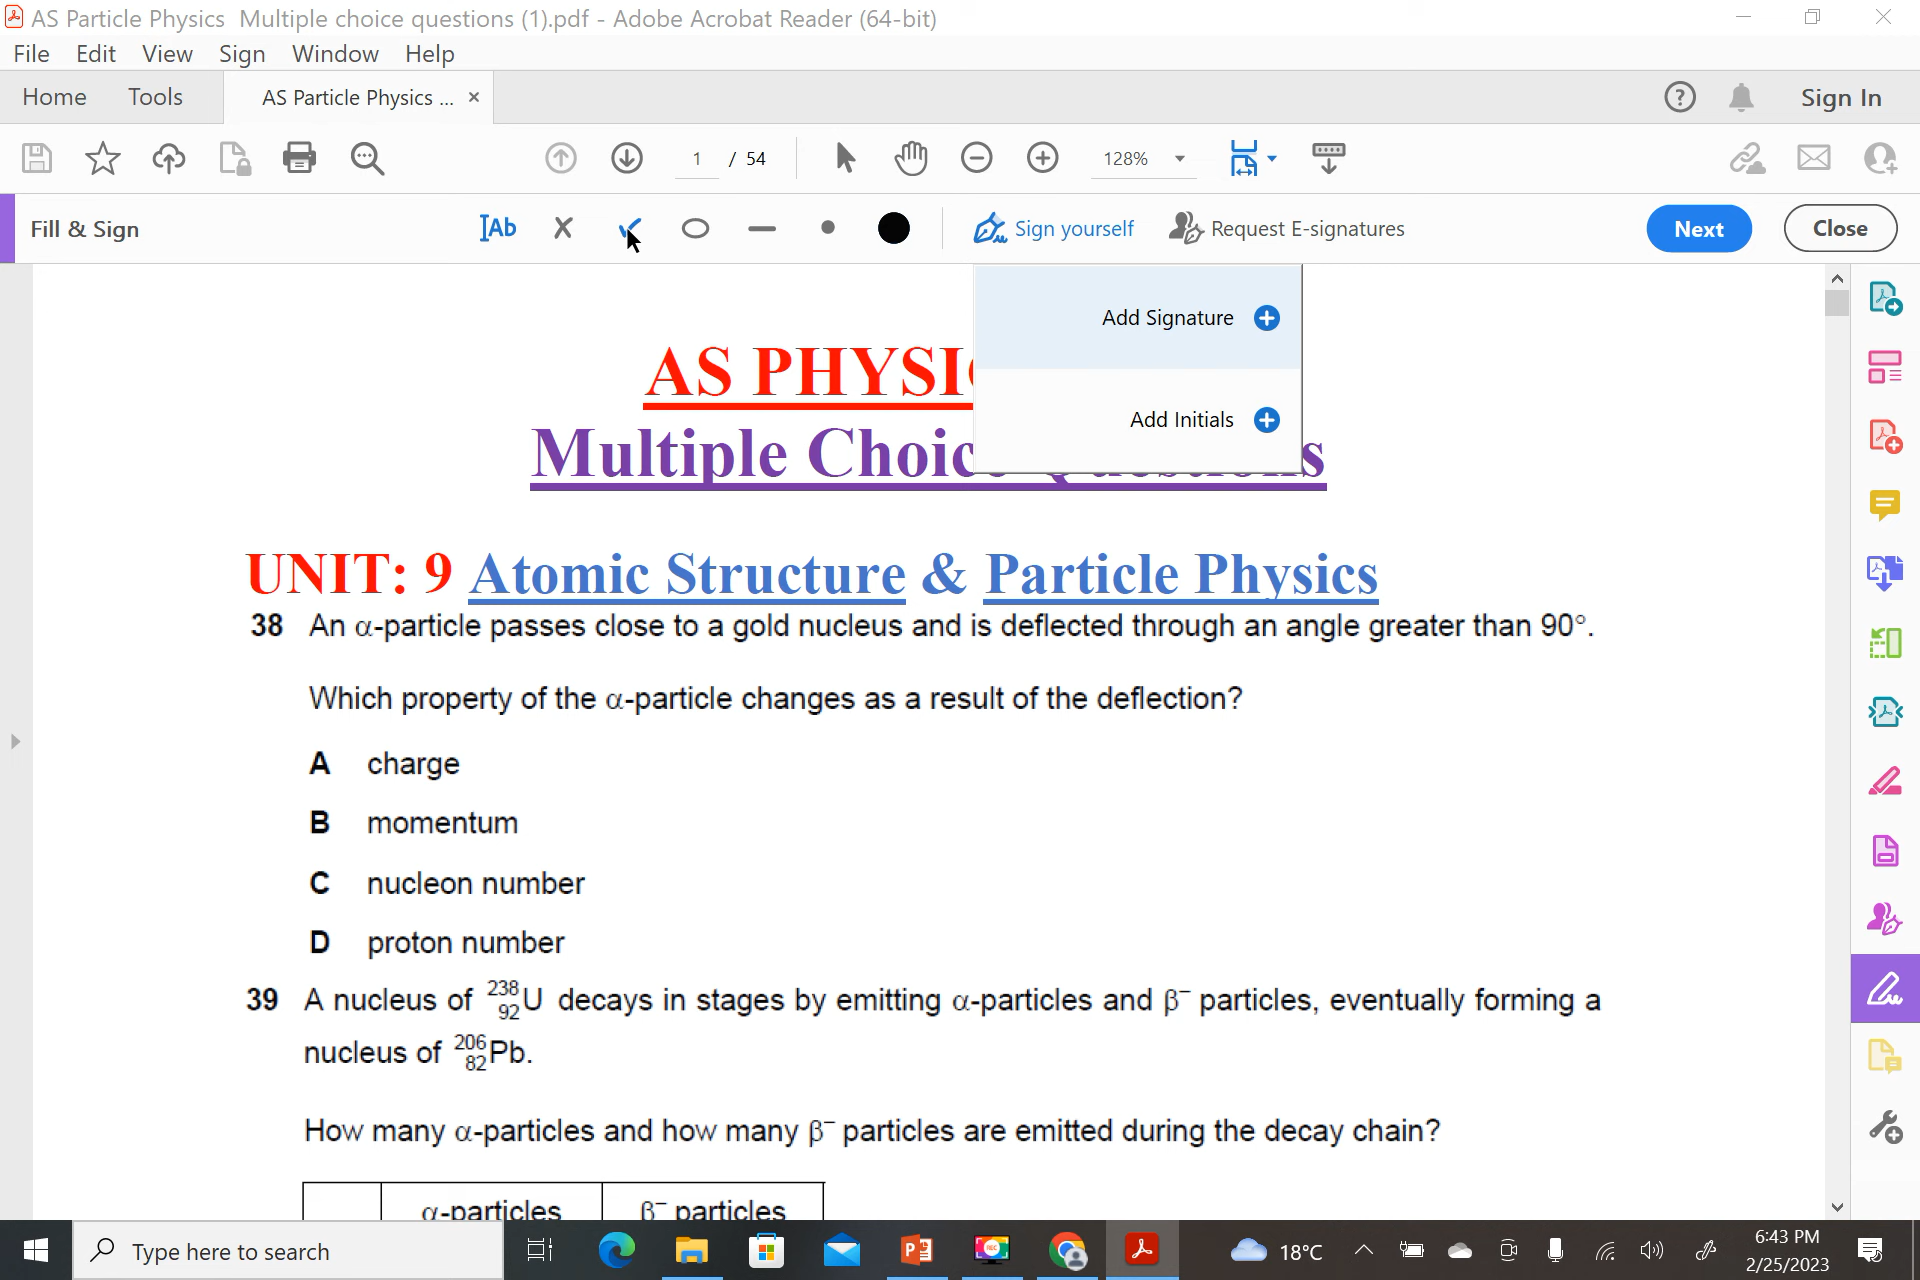 AS Particle Physics  Multiple choice questions (1).pdf - Adobe Acrobat Reader (64-bit)
File Edit View Sign Window Help
Home Tools AS Particle Physics ... × Sign In
1 / 54 128%
Fill & Sign Ab Sign yourself Request E-signatures Next Close
Add Signature
AS PHYSI
Add Initials
Multiple Choic
UNIT: 9 Atomic Structure & Particle Physics
38 An α-particle passes close to a gold nucleus and is deflected through an angle greater than 90°.
Which property of the α-particle changes as a result of the deflection?
A charge
B momentum
C nucleon number
D proton number
39 A nucleus of ²³⁸₉₂U decays in stages by emitting α-particles and β⁻ particles, eventually forming a
nucleus of ²⁰⁶₈₂Pb.
How many α-particles and how many β⁻ particles are emitted during the decay chain?
α-particles β⁻ particles
Type here to search 18°C 6:43 PM
2/25/2023